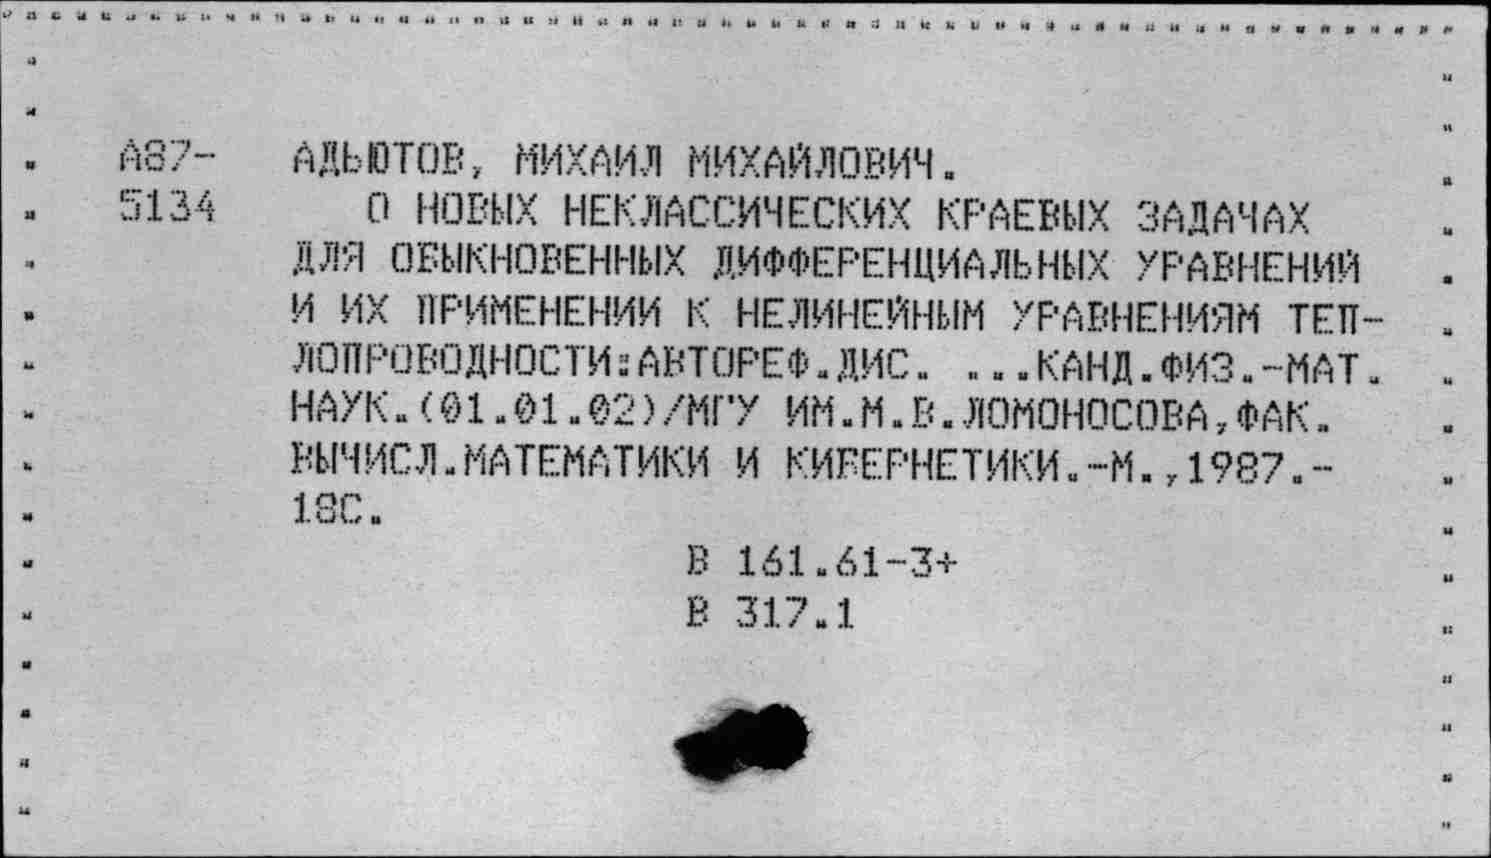 А87- АДЬЮТОВ, МИХАИЛ МИХАЙЛОВИЧ.
5134 О НОВЫХ НЕКЛАССИЧЕСКИХ КРАЕВЫХ ЗАДАЧАХ
ДЛЯ ОБЫКНОВЕННЫХ ДИФФЕРЕНЦИАЛЬНЫХ УРАВНЕНИЙ
И ИХ ПРИМЕНЕНИИ К НЕЛИНЕЙНЫМ УРАВНЕНИЯМ ТЕП-
ЛОПРОВОДНОСТИ:АВТОРЕФ.ДИС. ...КАНД.ФИЗ.-МАТ.
НАУК.(01.01.02)/МГУ ИМ.М.В.ЛОМОНОСОВА,ФАК.
ВЫЧИСЛ.МАТЕМАТИКИ И КИБЕРНЕТИКИ.-М.,1987.-
18С.
В 161.61-3+
В 317.1